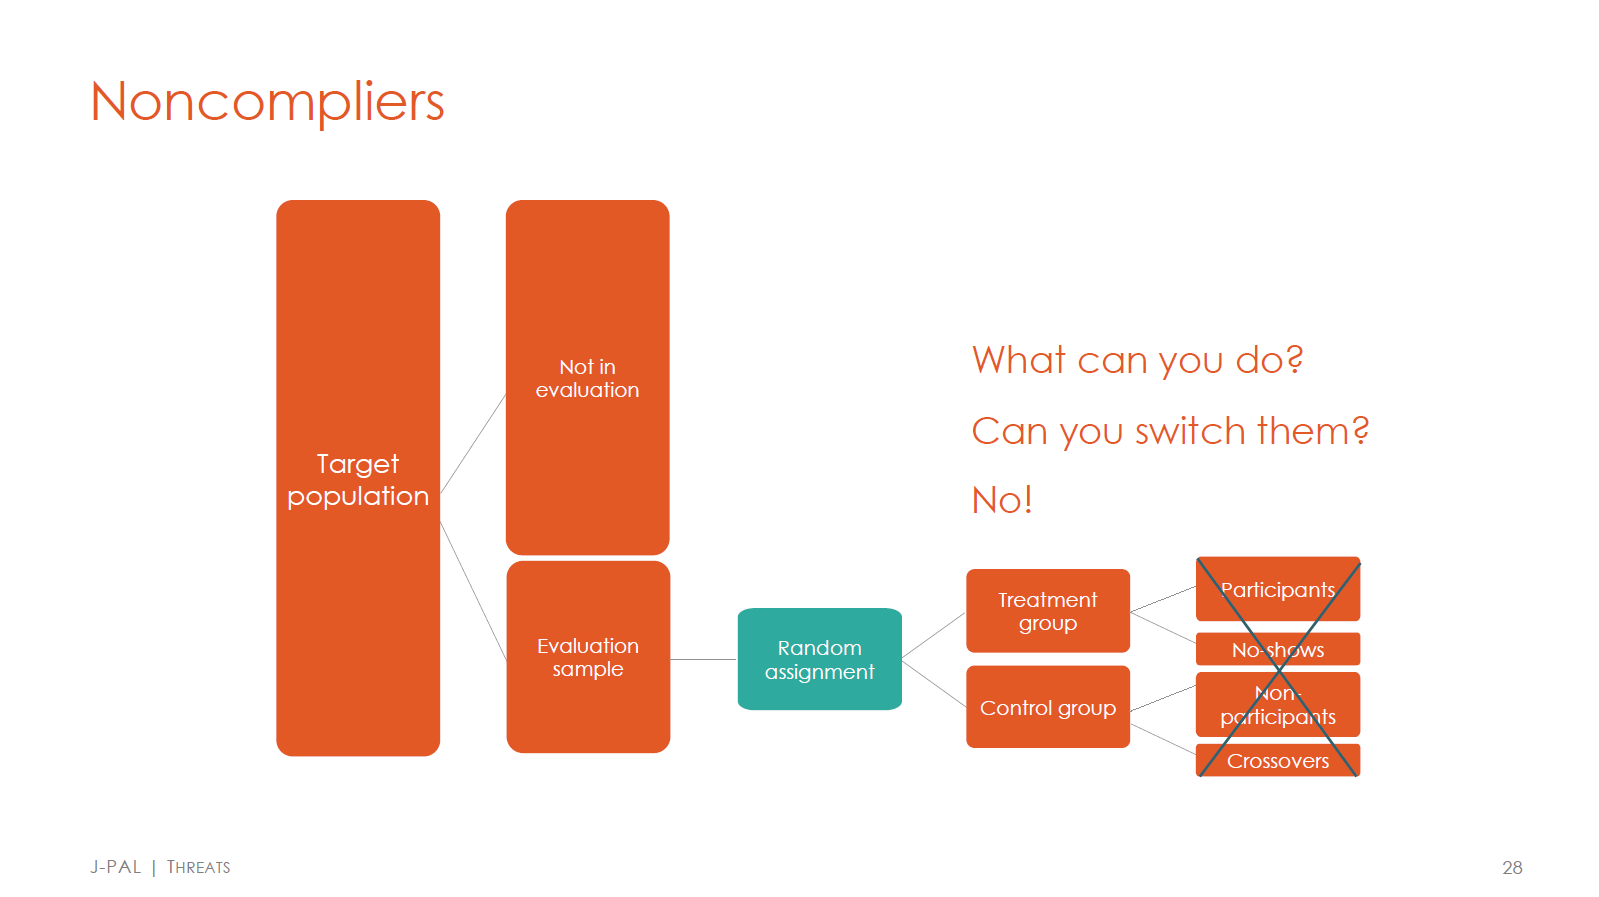 Noncompliers
Target
population
Not in
evaluation
Evaluation
sample
Random
assignment
What can you do?
Can you switch them?
No!
Treatment
group
Control group
Participants
No-shows
Non-
participants
Crossovers
J-PAL | THREATS
28